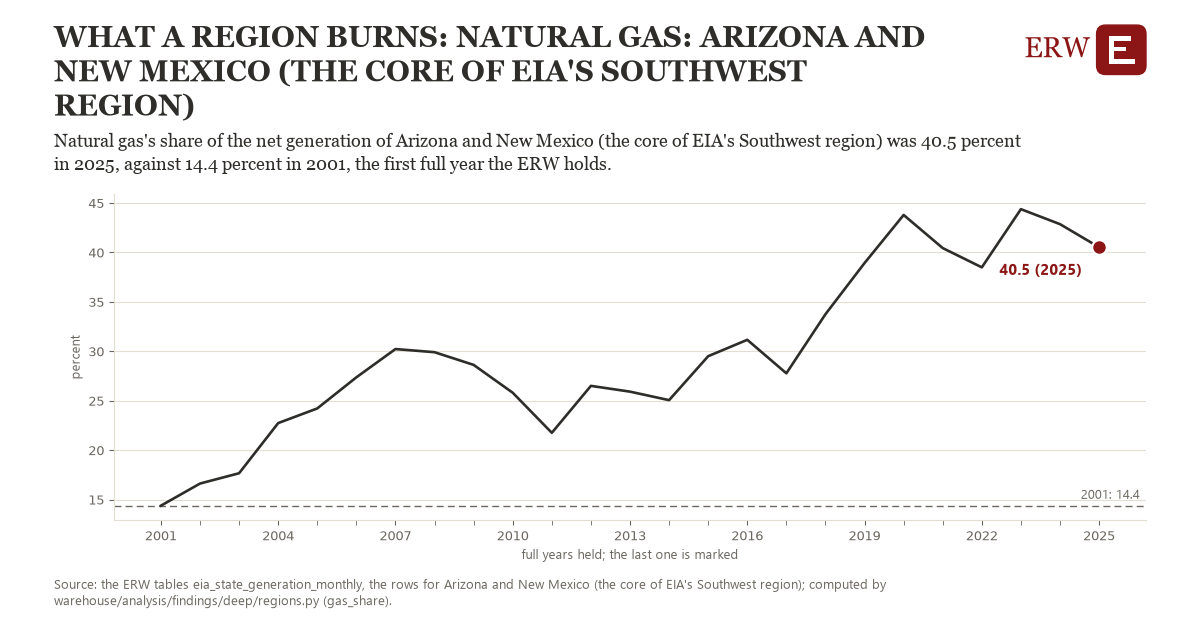 WHAT A REGION BURNS: NATURAL GAS: ARIZONA AND
NEW MEXICO (THE CORE OF EIA'S SOUTHWEST
REGION)
ERW E
Natural gas's share of the net generation of Arizona and New Mexico (the core of EIA's Southwest region) was 40.5 percent
in 2025, against 14.4 percent in 2001, the first full year the ERW holds.
45
40
35
30
25
20
15
percent
40.5 (2025)
2001: 14.4
2001 2004 2007 2010 2013 2016 2019 2022 2025
full years held; the last one is marked
Source: the ERW tables eia_state_generation_monthly, the rows for Arizona and New Mexico (the core of EIA's Southwest region); computed by
warehouse/analysis/findings/deep/regions.py (gas_share).